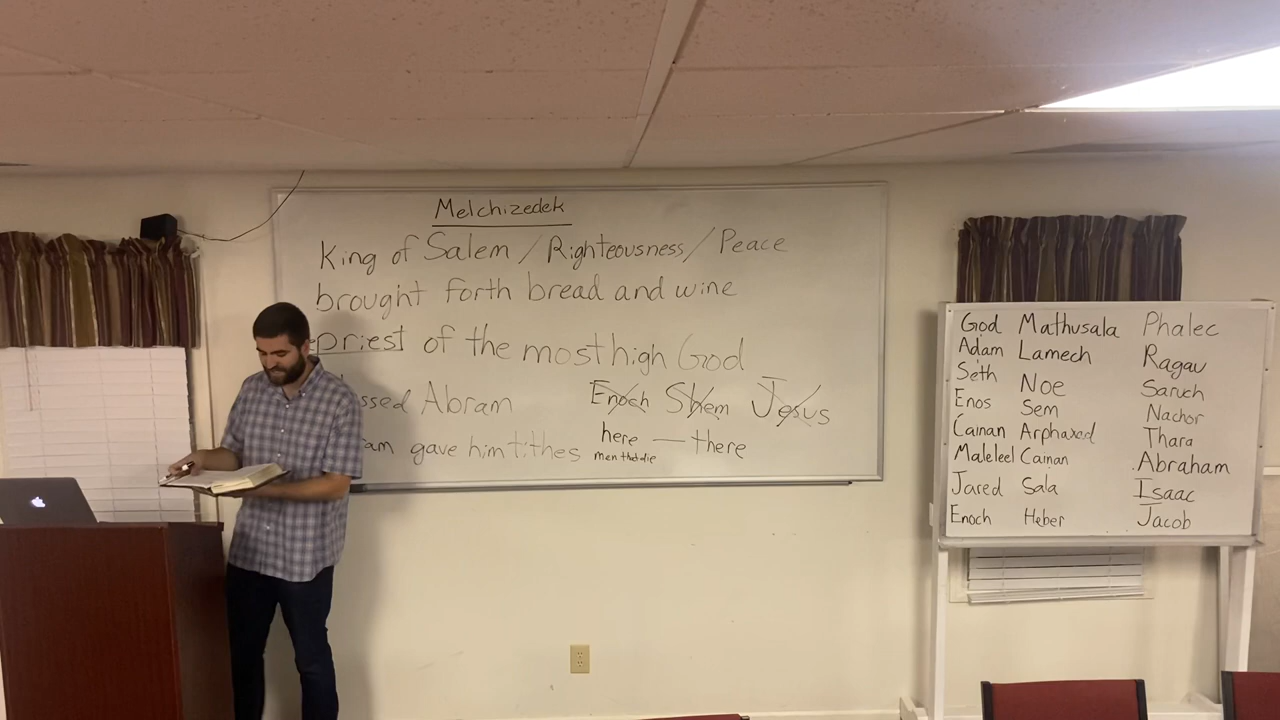 Melchizedek
King of Salem / Righteousness / Peace
brought forth bread and wine
priest of the most high God
Abram Enoch Shem Jesus
gave him tithes here — there
men that die
God Mathusala Phalec
Adam Lamech Ragau
Seth Noe Saruch
Enos Sem Nachor
Cainan Arphaxad Thara
Maleleel Cainan Abraham
Jared Sala Isaac
Enoch Heber Jacob